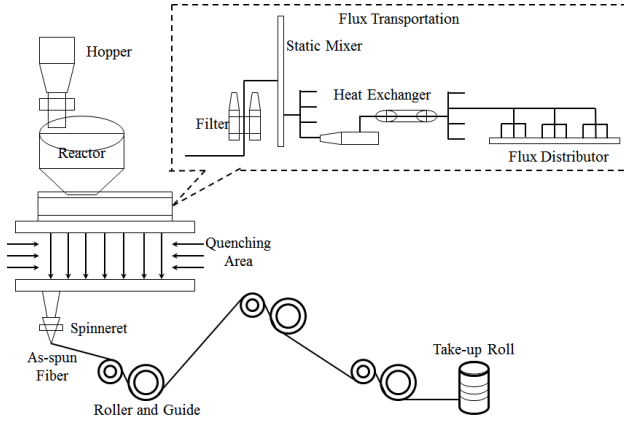 Flux Transportation
Hopper
Static Mixer
Heat Exchanger
Filter
Reactor
Flux Distributor
Quenching
Area
Spinneret
As-spun
Fiber
Take-up Roll
Roller and Guide